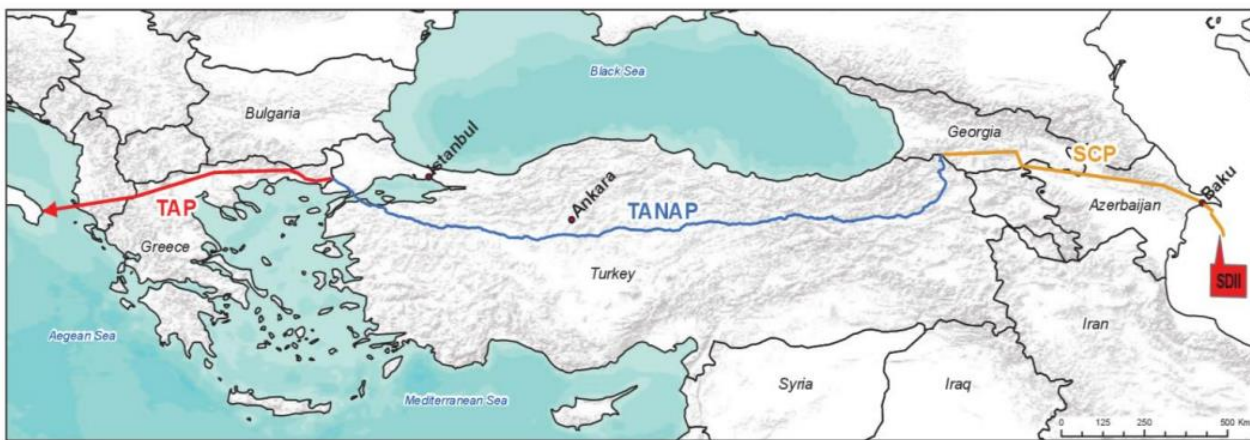 Black Sea
Bulgaria
Istanbul
Georgia
SCP
Baku
TAP
Ankara
TANAP
Azerbaijan
Greece
Turkey
SDII
Iran
Aegean Sea
Mediterranean Sea
Syria
Iraq
0 125 250 500 Km